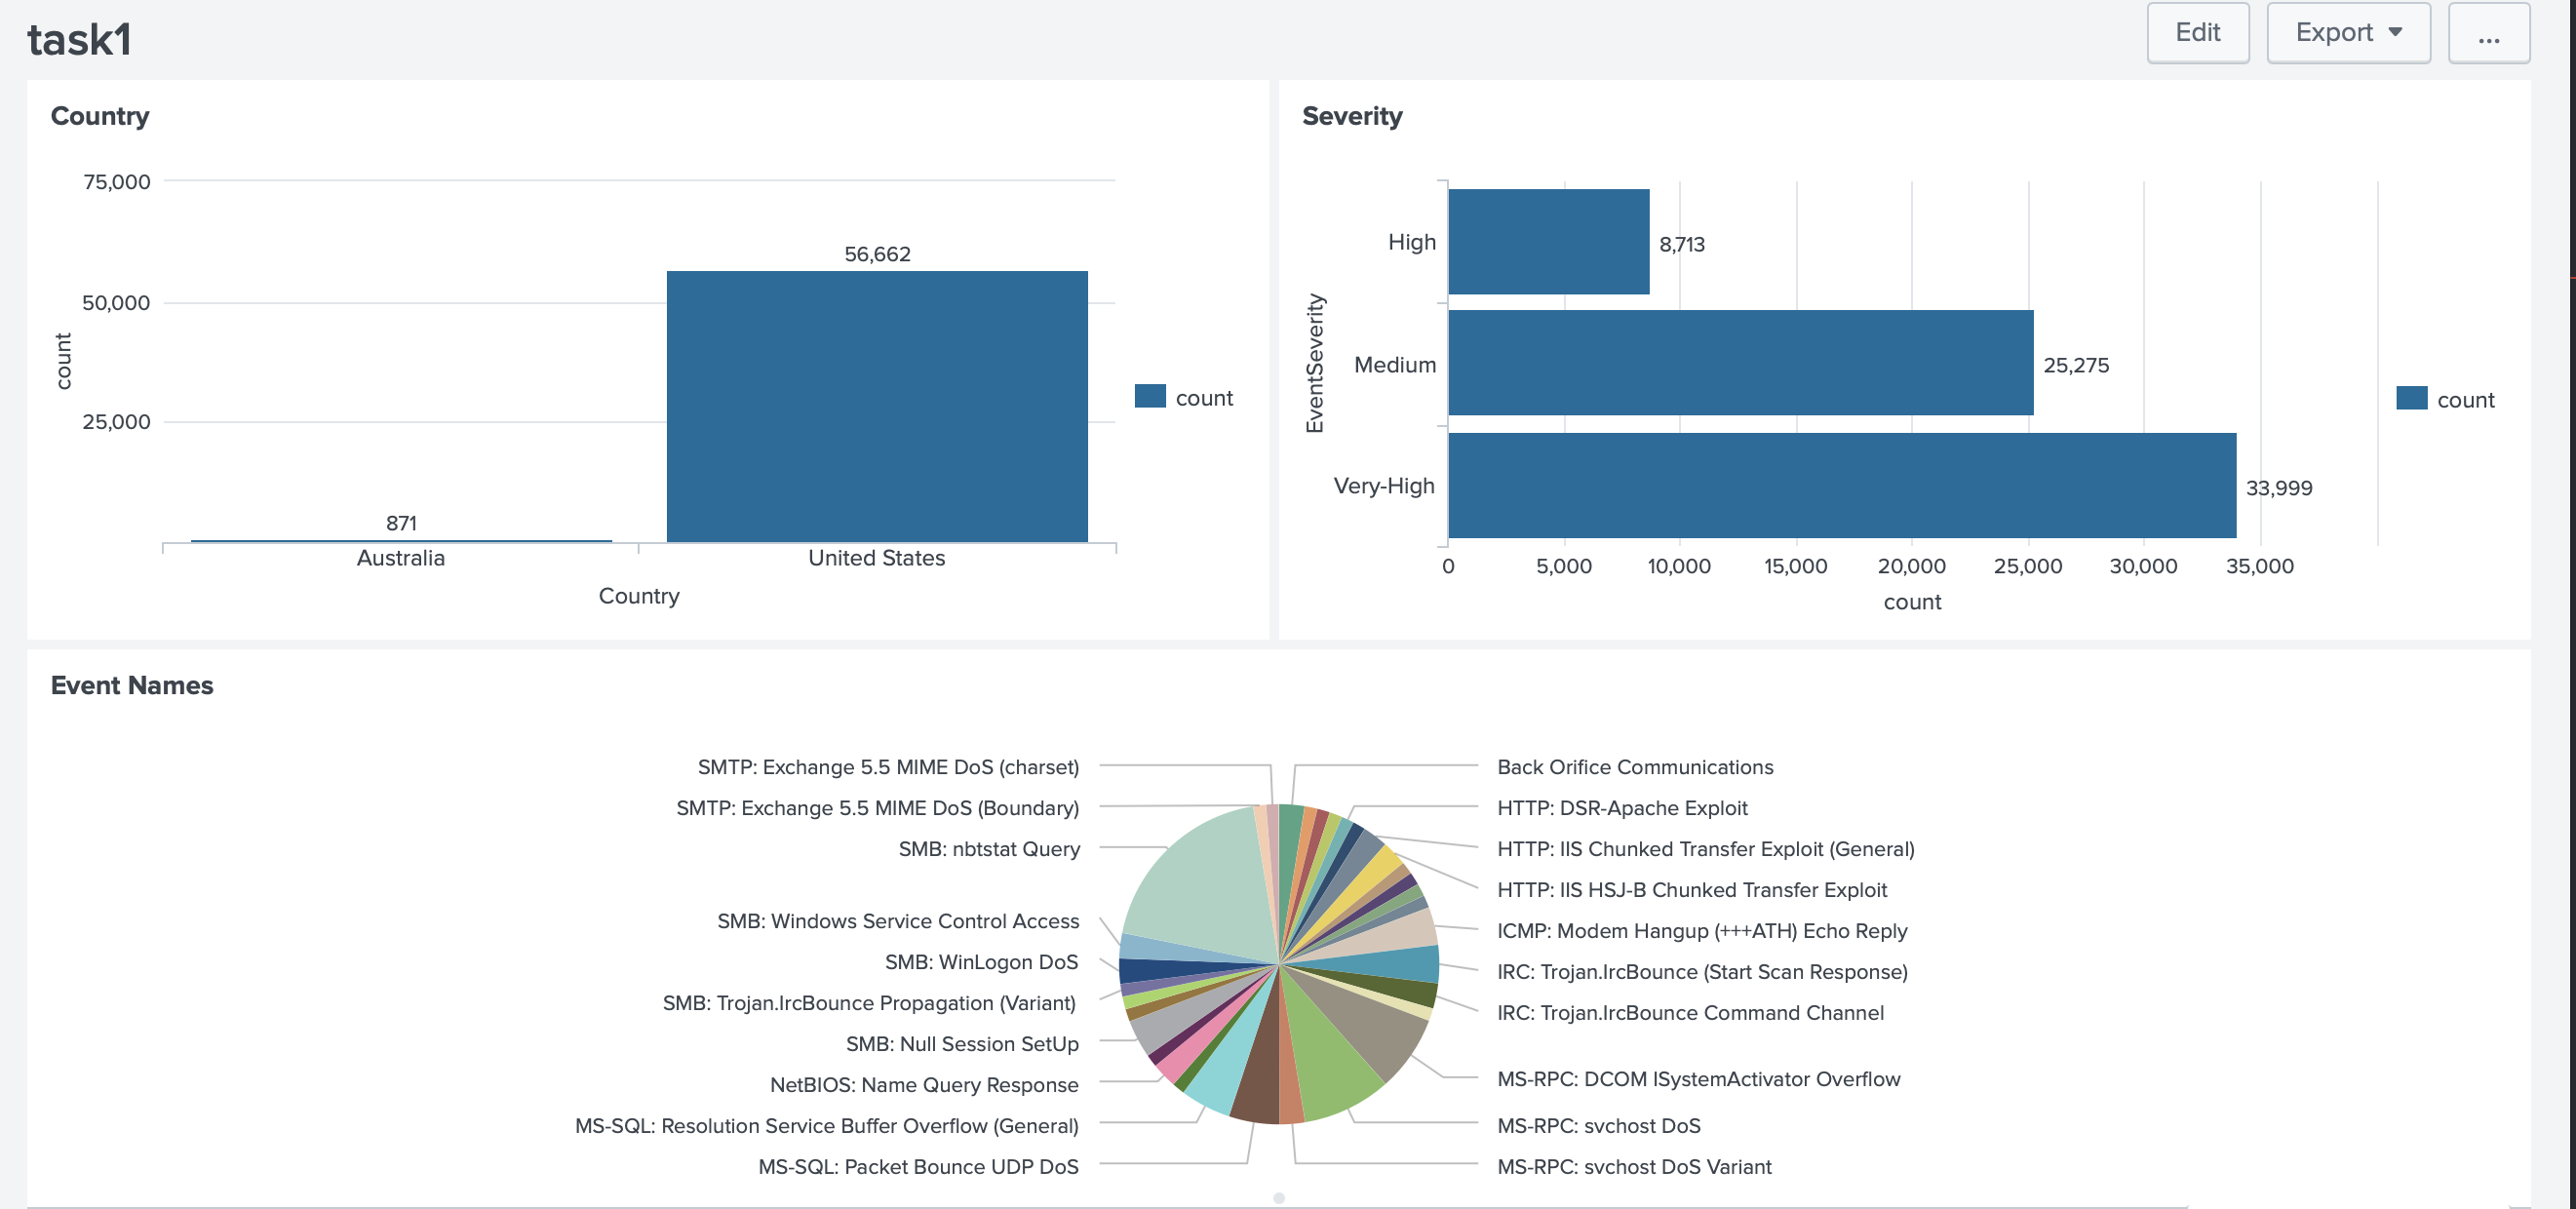 task1
Edit
Export
...
Country
75,000
50,000
25,000
count
56,662
871
Australia
United States
Country
count
Severity
EventSeverity
High
8,713
Medium
25,275
Very-High
33,999
0 5,000 10,000 15,000 20,000 25,000 30,000 35,000
count
count
Event Names
SMTP: Exchange 5.5 MIME DoS (charset)
SMTP: Exchange 5.5 MIME DoS (Boundary)
SMB: nbtstat Query
SMB: Windows Service Control Access
SMB: WinLogon DoS
SMB: Trojan.IrcBounce Propagation (Variant)
SMB: Null Session SetUp
NetBIOS: Name Query Response
MS-SQL: Resolution Service Buffer Overflow (General)
MS-SQL: Packet Bounce UDP DoS
Back Orifice Communications
HTTP: DSR-Apache Exploit
HTTP: IIS Chunked Transfer Exploit (General)
HTTP: IIS HSJ-B Chunked Transfer Exploit
ICMP: Modem Hangup (+++ATH) Echo Reply
IRC: Trojan.IrcBounce (Start Scan Response)
IRC: Trojan.IrcBounce Command Channel
MS-RPC: DCOM ISystemActivator Overflow
MS-RPC: svchost DoS
MS-RPC: svchost DoS Variant